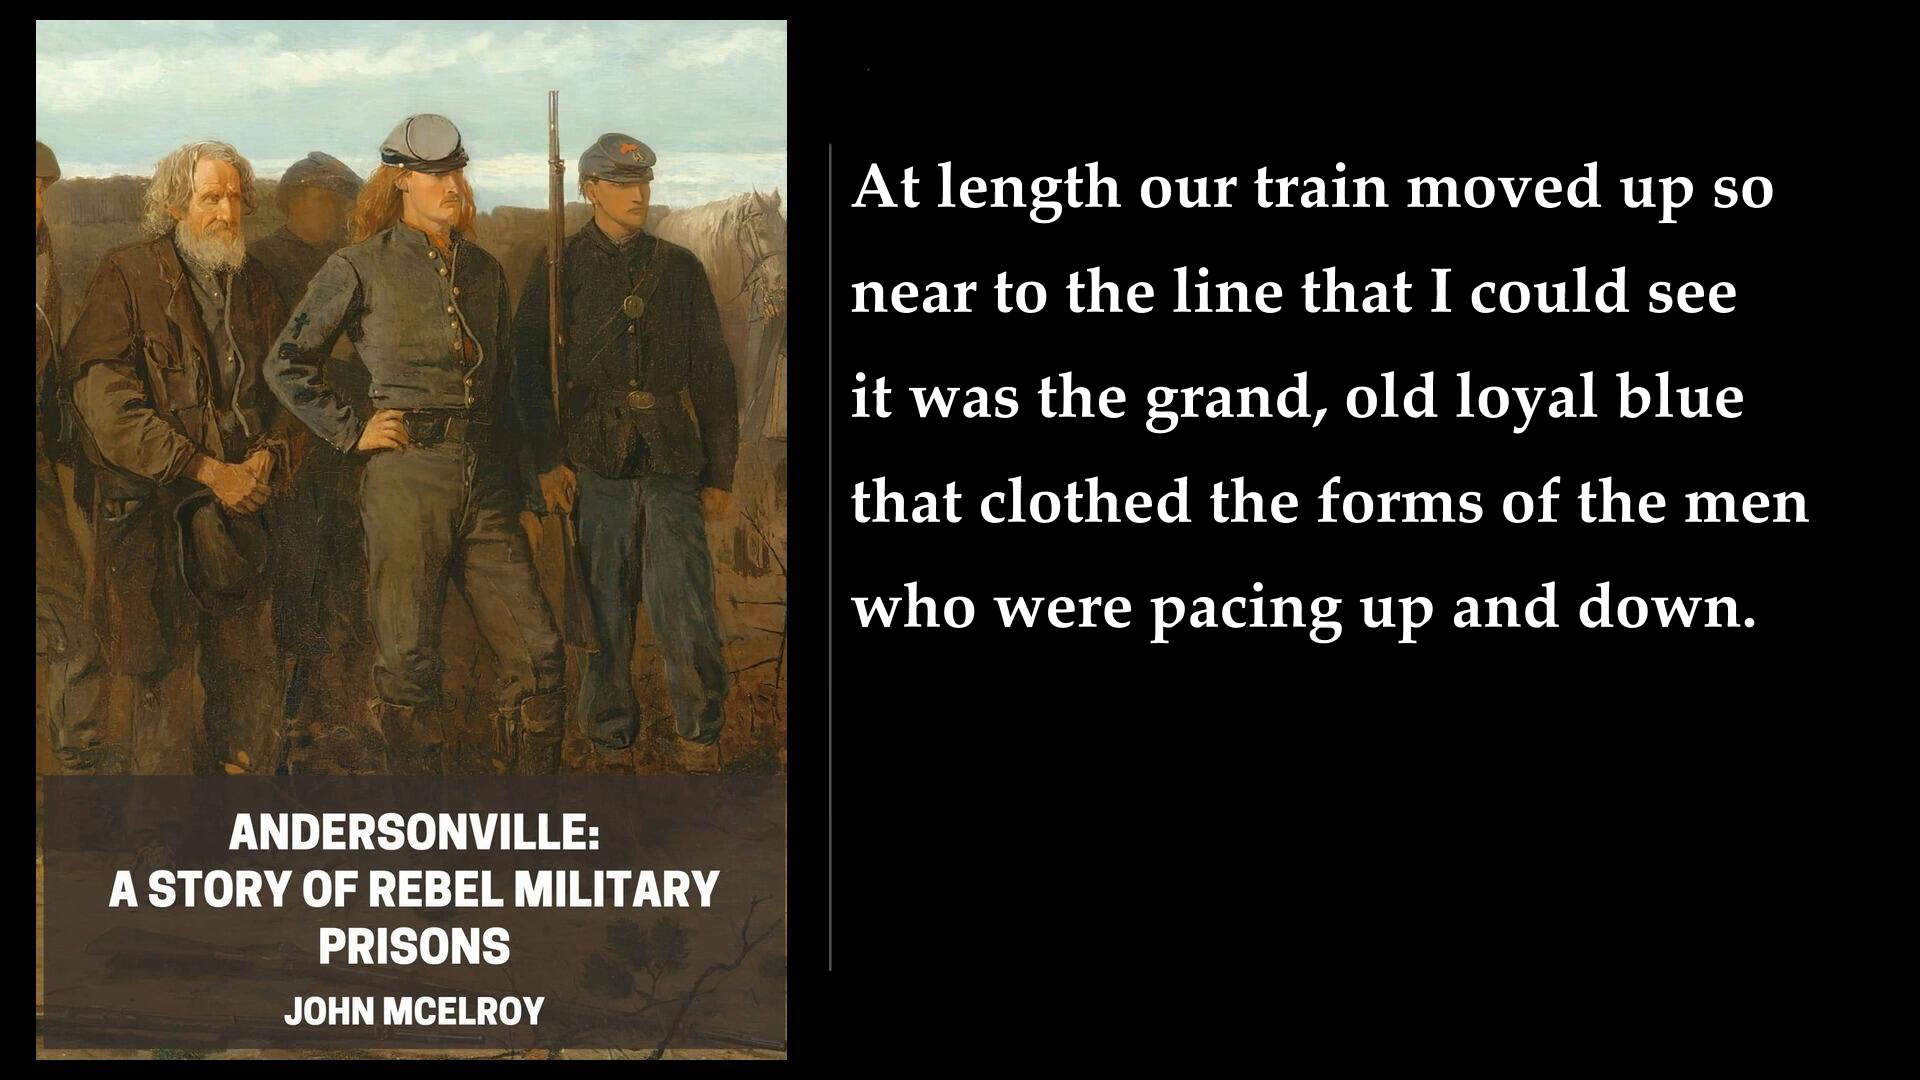 At length our train moved up so
near to the line that I could see
it was the grand, old loyal blue
that clothed the forms of the men
who were pacing up and down.
ANDERSONVILLE:
A STORY OF REBEL MILITARY
PRISONS
JOHN MCELROY